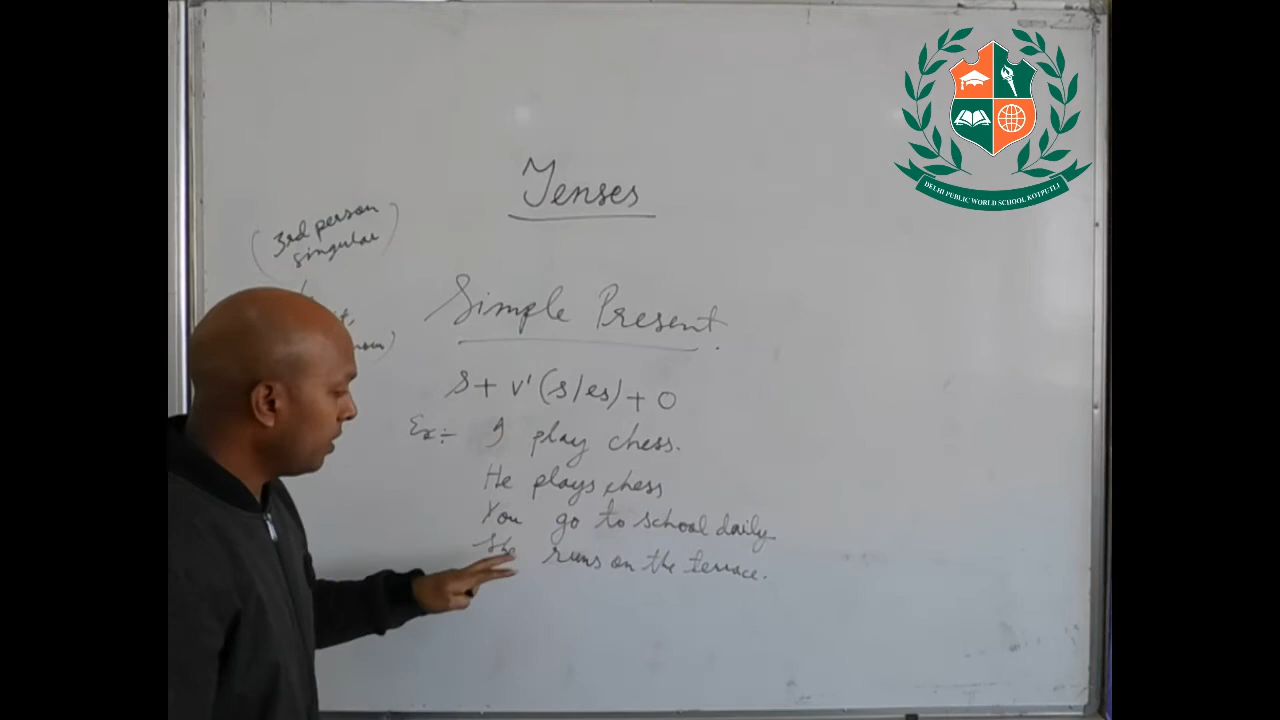 DELHI PUBLIC WORLD SCHOOL KOTPUTLI
Tenses
(3rd person
singular)
Simple Present.
S + V' (s/es) + O
Ex:- I play chess.
He plays chess
You go to school daily
She runs on the terrace.